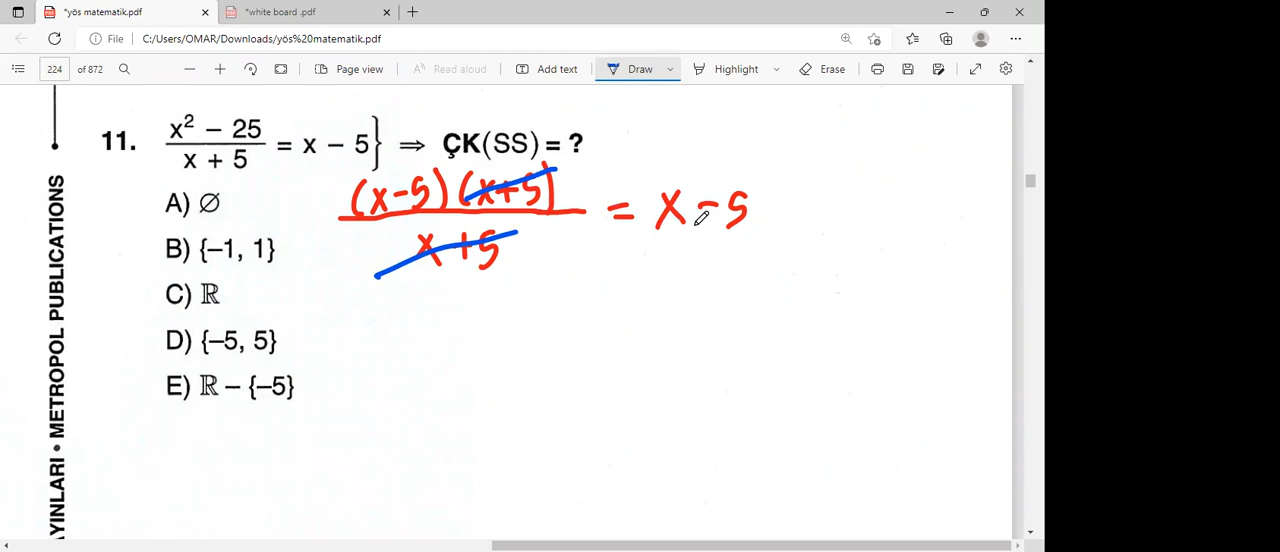 *yös matematik.pdf
*white board .pdf
File C:/Users/OMAR/Downloads/yös%20matematik.pdf
224 of 872 Page view Read aloud Add text Draw Highlight Erase
11. x² − 25 / x + 5 = x − 5} ⇒ ÇK(SS) = ?
(x-5) (x+5) / x+5 = x-5
A) ∅
B) {–1, 1}
C) ℝ
D) {–5, 5}
E) ℝ – {–5}
AYINLARI • METROPOL PUBLICATIONS